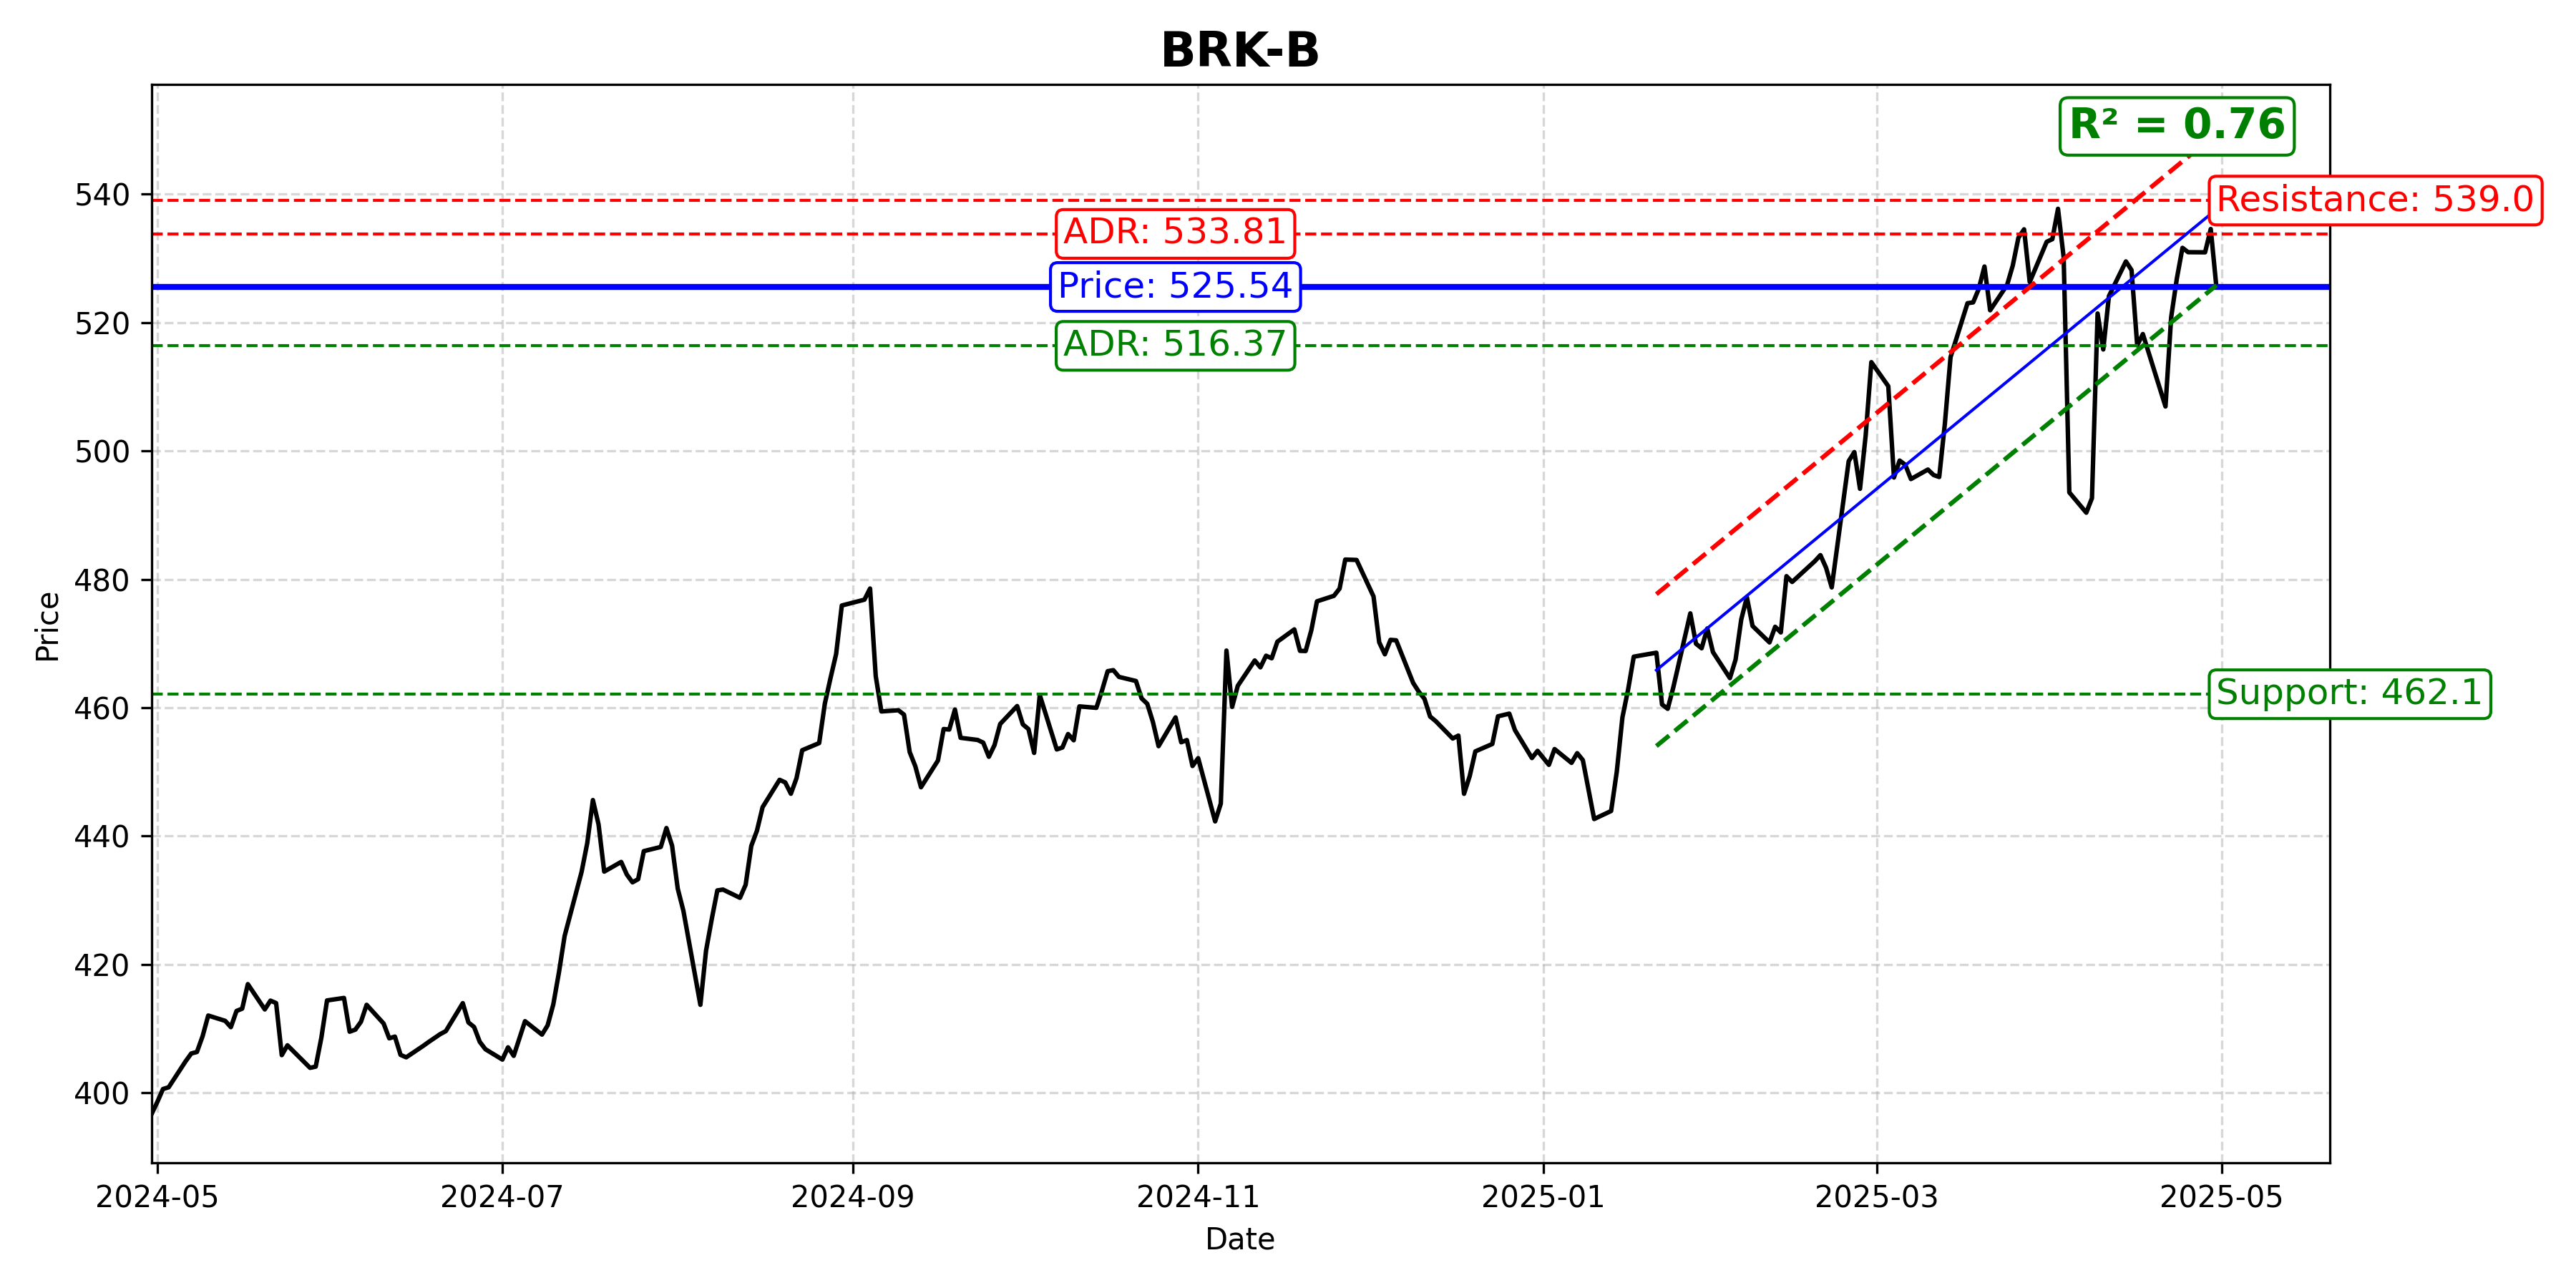 BRK-B
R² = 0.76
Resistance: 539.0
ADR: 533.81
Price: 525.54
ADR: 516.37
Support: 462.1
Price
540
520
500
480
460
440
420
400
2024-05
2024-07
2024-09
2024-11
2025-01
2025-03
2025-05
Date